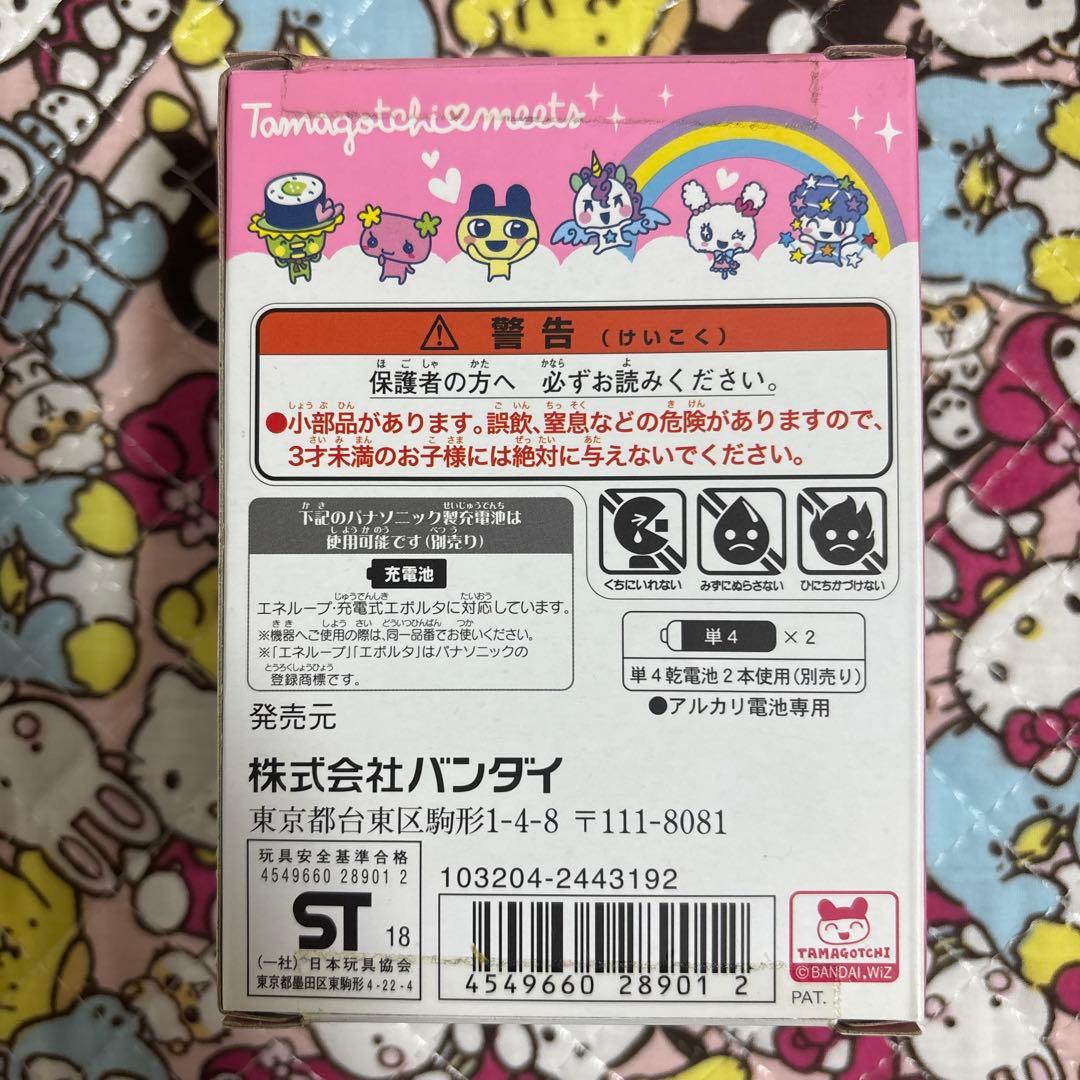 Tamagotchi♥meets
警告（けいこく）
ほごしゃ かた かなら よ
保護者の方へ 必ずお読みください。
しょうぶひん ごいん ちっそく きけん
●小部品があります。誤飲、窒息などの危険がありますので、
さいみまん こさま ぜったい あた
3才未満のお子様には絶対に与えないでください。
かき せいじゅうでんち
下記のパナソニック製充電池は
しようかのう べつう
使用可能です(別売り)
充電池
じゅうでんしき たいおう
エネループ・充電式エボルタに対応しています。
きき しよう さい どういつひんばん つか
※機器へご使用の際は、同一品番でお使いください。
※「エネループ」「エボルタ」はパナソニックの
とうろくしょうひょう
登録商標です。
くちにいれない みずにぬらさない ひにちかづけない
単4 ×2
単4乾電池2本使用(別売り)
●アルカリ電池専用
発売元
株式会社バンダイ
東京都台東区駒形1-4-8 〒111-8081
玩具安全基準合格
4549660 28901 2
ST 18
(一社) 日本玩具協会
東京都墨田区東駒形4-22-4
103204-2443192
4549660 289012
TAMAGOTCHI
©BANDAI,WiZ
PAT.